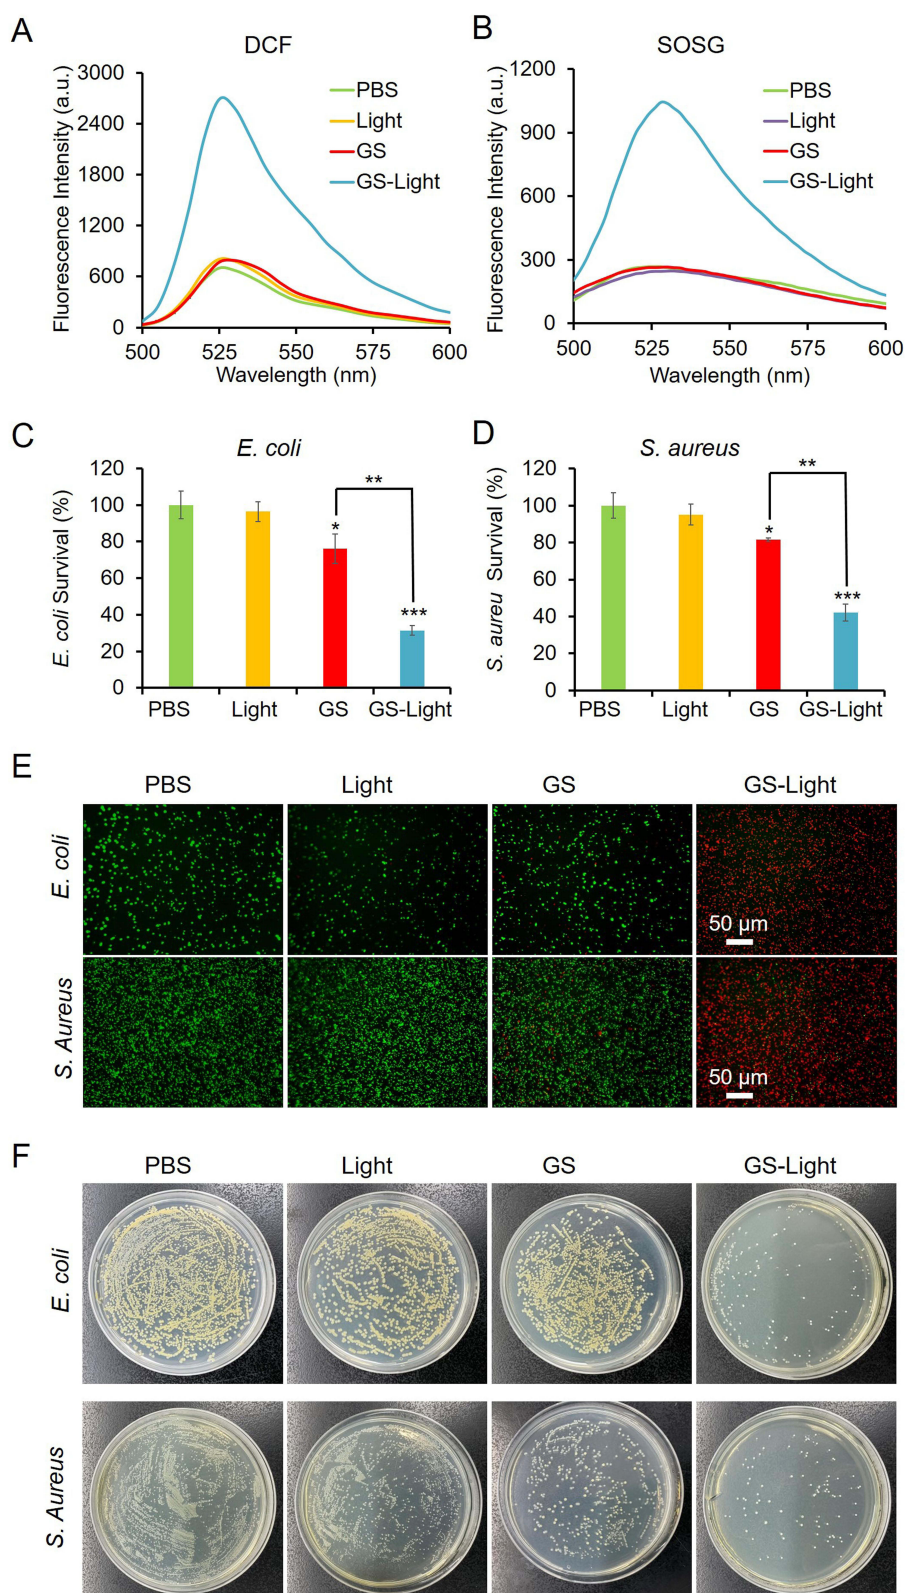 A
DCF
Fluorescence Intensity (a.u.)
3000
2400
1800
1200
600
0
500
525
550
575
600
Wavelength (nm)
PBS
Light
GS
GS-Light
B
SOSG
Fluorescence Intensity (a.u.)
1200
900
600
300
0
500
525
550
575
600
Wavelength (nm)
PBS
Light
GS
GS-Light
C
E. coli
E. coli Survival (%)
120
100
80
60
40
20
0
*
**
***
PBS
Light
GS
GS-Light
D
S. aureus
S. aureu Survival (%)
120
100
80
60
40
20
0
*
**
***
PBS
Light
GS
GS-Light
E
PBS
Light
GS
GS-Light
E. coli
50 μm
S. Aureus
50 μm
F
PBS
Light
GS
GS-Light
E. coli
S. Aureus